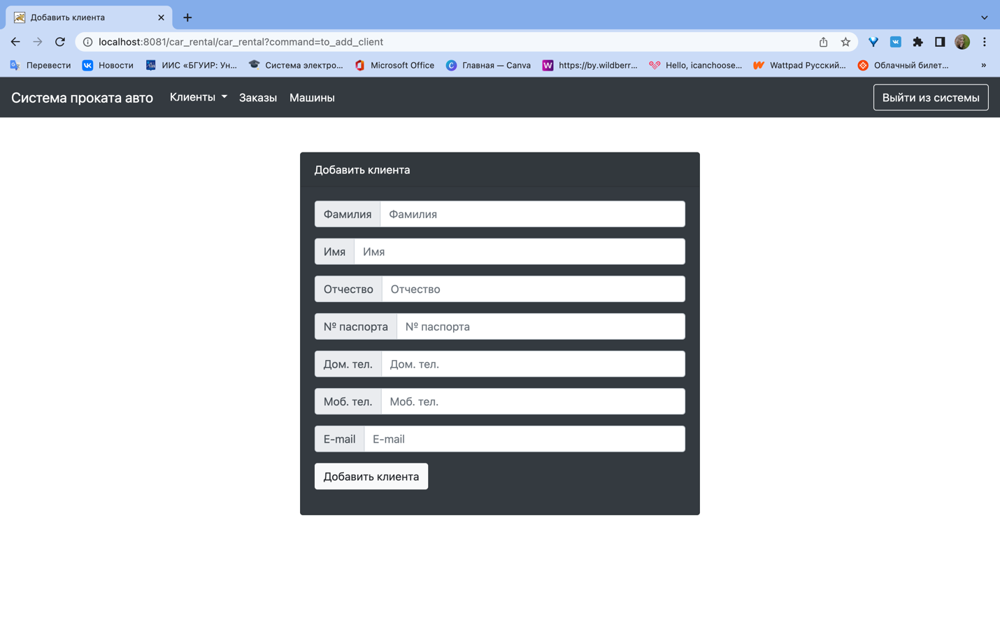 Добавить клиента
localhost:8081/car_rental/car_rental?command=to_add_client
Перевести Новости ИИС «БГУИР: Ун... Система электро... Microsoft Office Главная — Canva https://by.wildberr... Hello, icanchoose... Wattpad Русский... Облачный билет... »
Система проката авто Клиенты Заказы Машины Выйти из системы
Добавить клиента
Фамилия Фамилия
Имя Имя
Отчество Отчество
№ паспорта № паспорта
Дом. тел. Дом. тел.
Моб. тел. Моб. тел.
E-mail E-mail
Добавить клиента